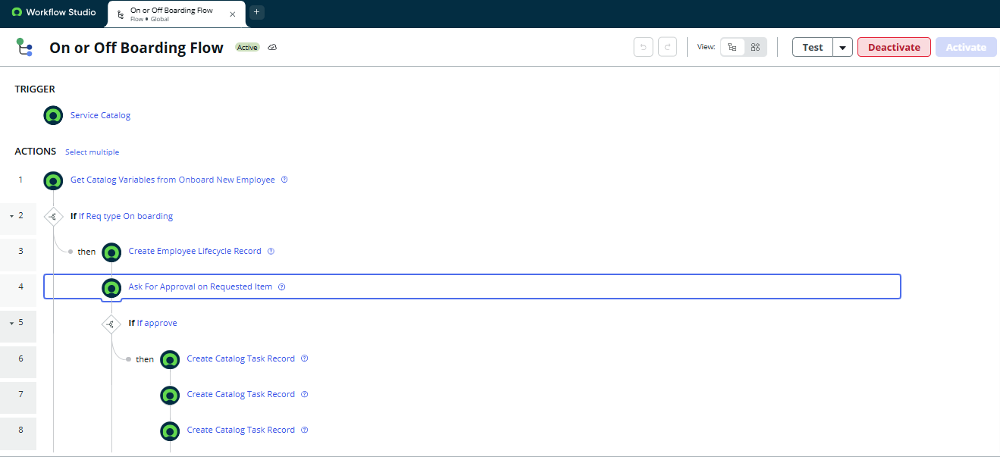 Workflow Studio
On or Off Boarding Flow
Flow • Global
+
On or Off Boarding Flow
Active
View:
Test
Deactivate
Activate
TRIGGER
Service Catalog
ACTIONS
Select multiple
1
Get Catalog Variables from Onboard New Employee
2
If If Req type On boarding
3
then
Create Employee Lifecycle Record
4
Ask For Approval on Requested Item
5
If If approve
6
then
Create Catalog Task Record
7
Create Catalog Task Record
8
Create Catalog Task Record